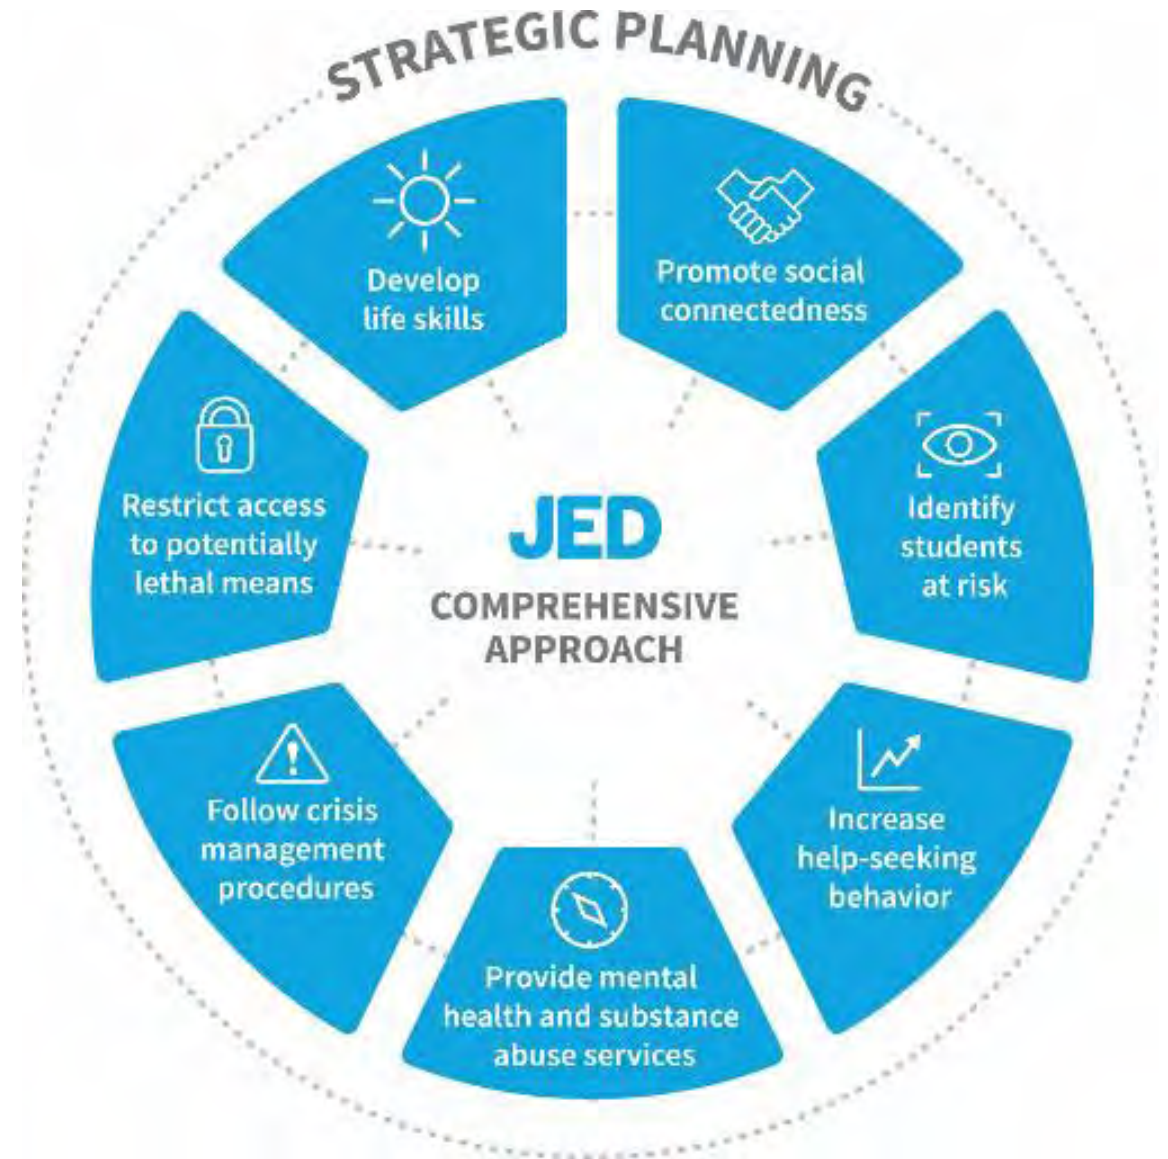 STRATEGIC PLANNING
Develop
life skills
Promote social
connectedness
Identify
students
at risk
Increase
help-seeking
behavior
Provide mental
health and substance
abuse services
Follow crisis
management
procedures
Restrict access
to potentially
lethal means
JED
COMPREHENSIVE
APPROACH